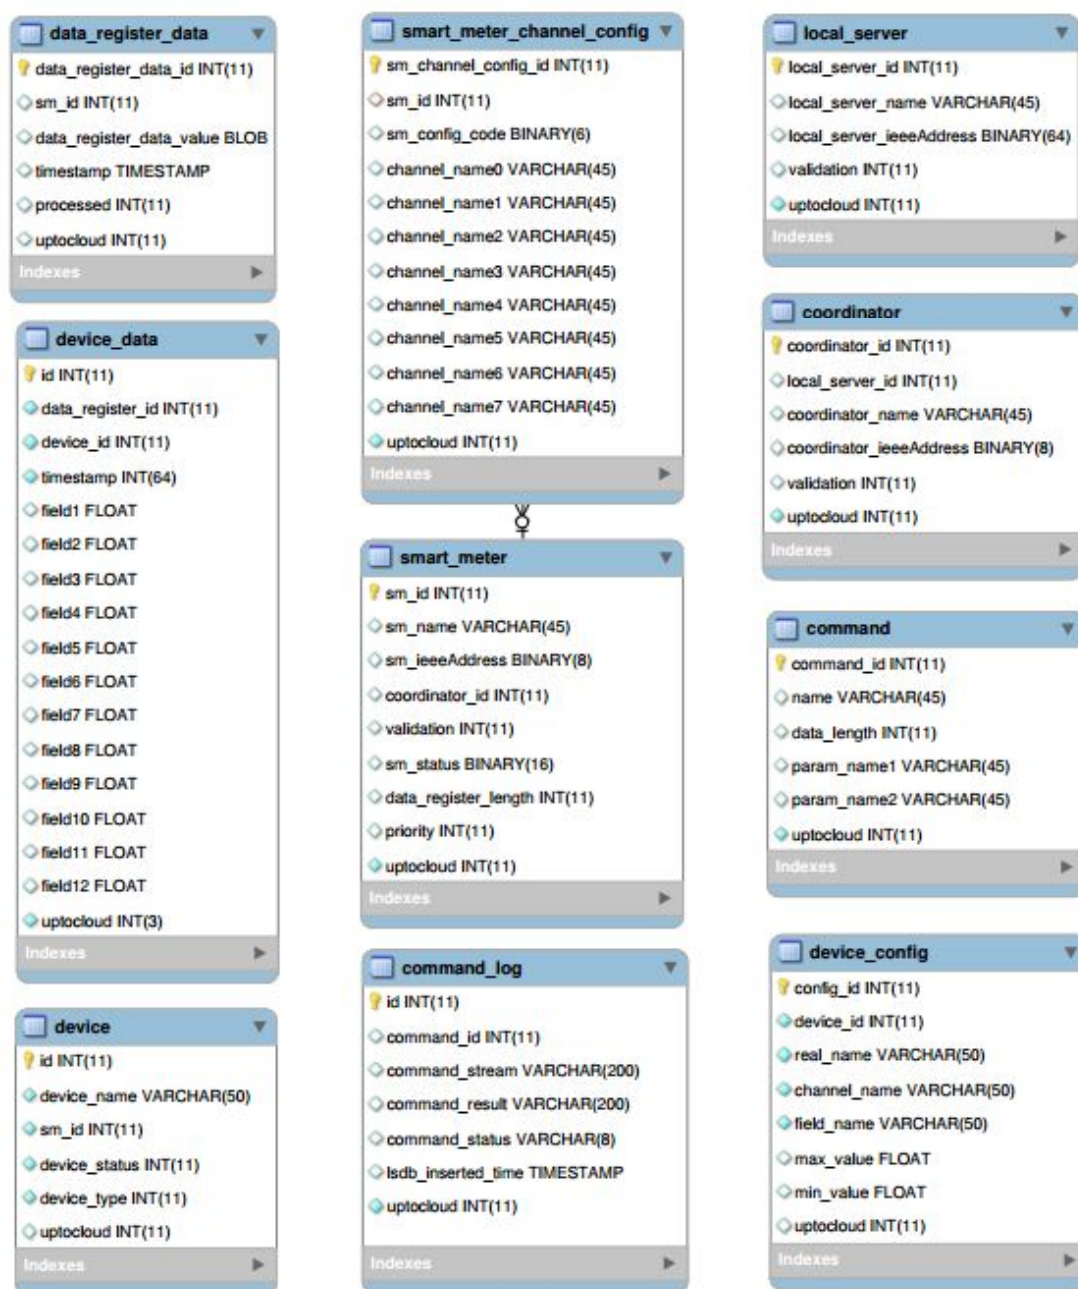 data_register_data
data_register_data_id INT(11)
sm_id INT(11)
data_register_data_value BLOB
timestamp TIMESTAMP
processed INT(11)
uptocloud INT(11)
Indexes
device_data
id INT(11)
data_register_id INT(11)
device_id INT(11)
timestamp INT(64)
field1 FLOAT
field2 FLOAT
field3 FLOAT
field4 FLOAT
field5 FLOAT
field6 FLOAT
field7 FLOAT
field8 FLOAT
field9 FLOAT
field10 FLOAT
field11 FLOAT
field12 FLOAT
uptocloud INT(3)
Indexes
device
id INT(11)
device_name VARCHAR(50)
sm_id INT(11)
device_status INT(11)
device_type INT(11)
uptocloud INT(11)
Indexes
smart_meter_channel_config
sm_channel_config_id INT(11)
sm_id INT(11)
sm_config_code BINARY(6)
channel_name0 VARCHAR(45)
channel_name1 VARCHAR(45)
channel_name2 VARCHAR(45)
channel_name3 VARCHAR(45)
channel_name4 VARCHAR(45)
channel_name5 VARCHAR(45)
channel_name6 VARCHAR(45)
channel_name7 VARCHAR(45)
uptocloud INT(11)
Indexes
smart_meter
sm_id INT(11)
sm_name VARCHAR(45)
sm_ieeeAddress BINARY(8)
coordinator_id INT(11)
validation INT(11)
sm_status BINARY(16)
data_register_length INT(11)
priority INT(11)
uptocloud INT(11)
Indexes
command_log
id INT(11)
command_id INT(11)
command_stream VARCHAR(200)
command_result VARCHAR(200)
command_status VARCHAR(8)
lsdb_inserted_time TIMESTAMP
uptocloud INT(11)
Indexes
local_server
local_server_id INT(11)
local_server_name VARCHAR(45)
local_server_ieeeAddress BINARY(64)
validation INT(11)
uptocloud INT(11)
Indexes
coordinator
coordinator_id INT(11)
local_server_id INT(11)
coordinator_name VARCHAR(45)
coordinator_ieeeAddress BINARY(8)
validation INT(11)
uptocloud INT(11)
Indexes
command
command_id INT(11)
name VARCHAR(45)
data_length INT(11)
param_name1 VARCHAR(45)
param_name2 VARCHAR(45)
uptocloud INT(11)
Indexes
device_config
config_id INT(11)
device_id INT(11)
real_name VARCHAR(50)
channel_name VARCHAR(50)
field_name VARCHAR(50)
max_value FLOAT
min_value FLOAT
uptocloud INT(11)
Indexes